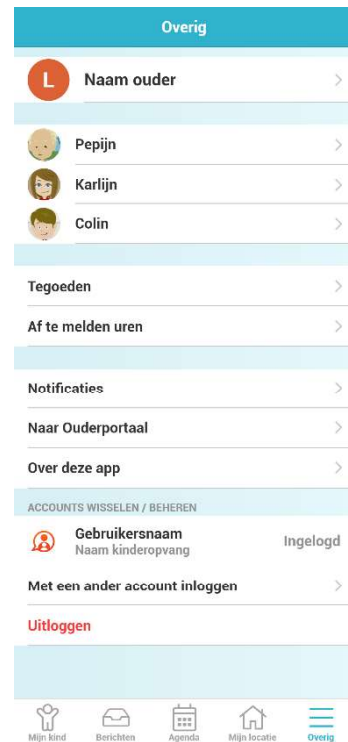 Overig
L
Naam ouder
Pepijn
Karlijn
Colin
Tegoeden
Af te melden uren
Notificaties
Naar Ouderportaal
Over deze app
ACCOUNTS WISSELEN / BEHEREN
Gebruikersnaam
Naam kinderopvang
Ingelogd
Met een ander account inloggen
Uitloggen
Mijn kind
Berichten
Agenda
Mijn locatie
Overig